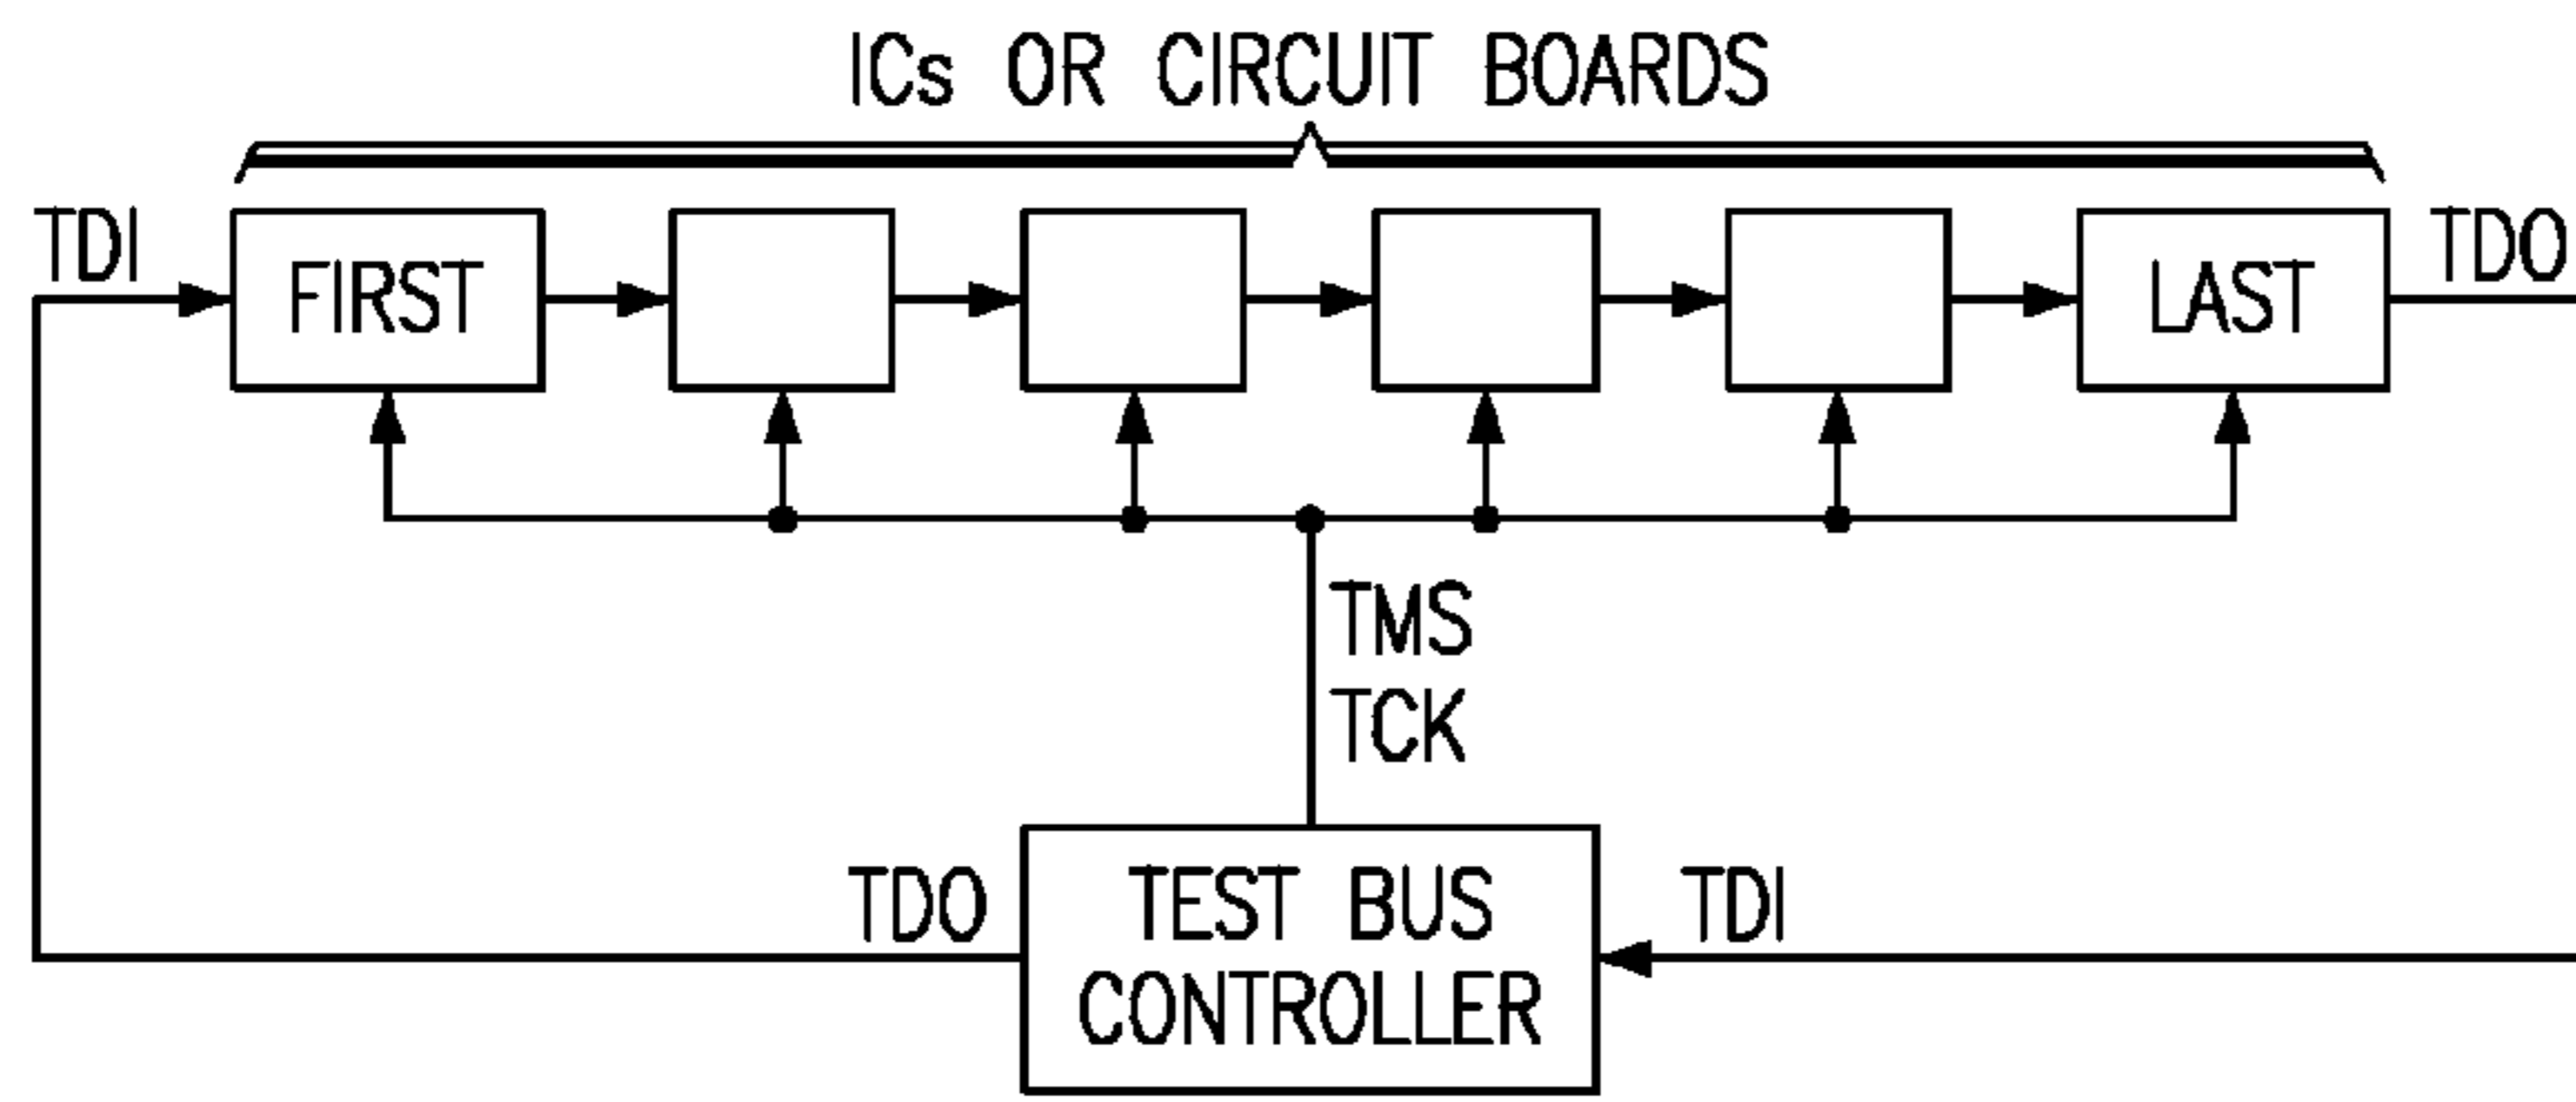 ICs OR CIRCUIT BOARDS
TDI
FIRST
LAST
TDO
TMS
TCK
TDO
TEST BUS
CONTROLLER
TDI